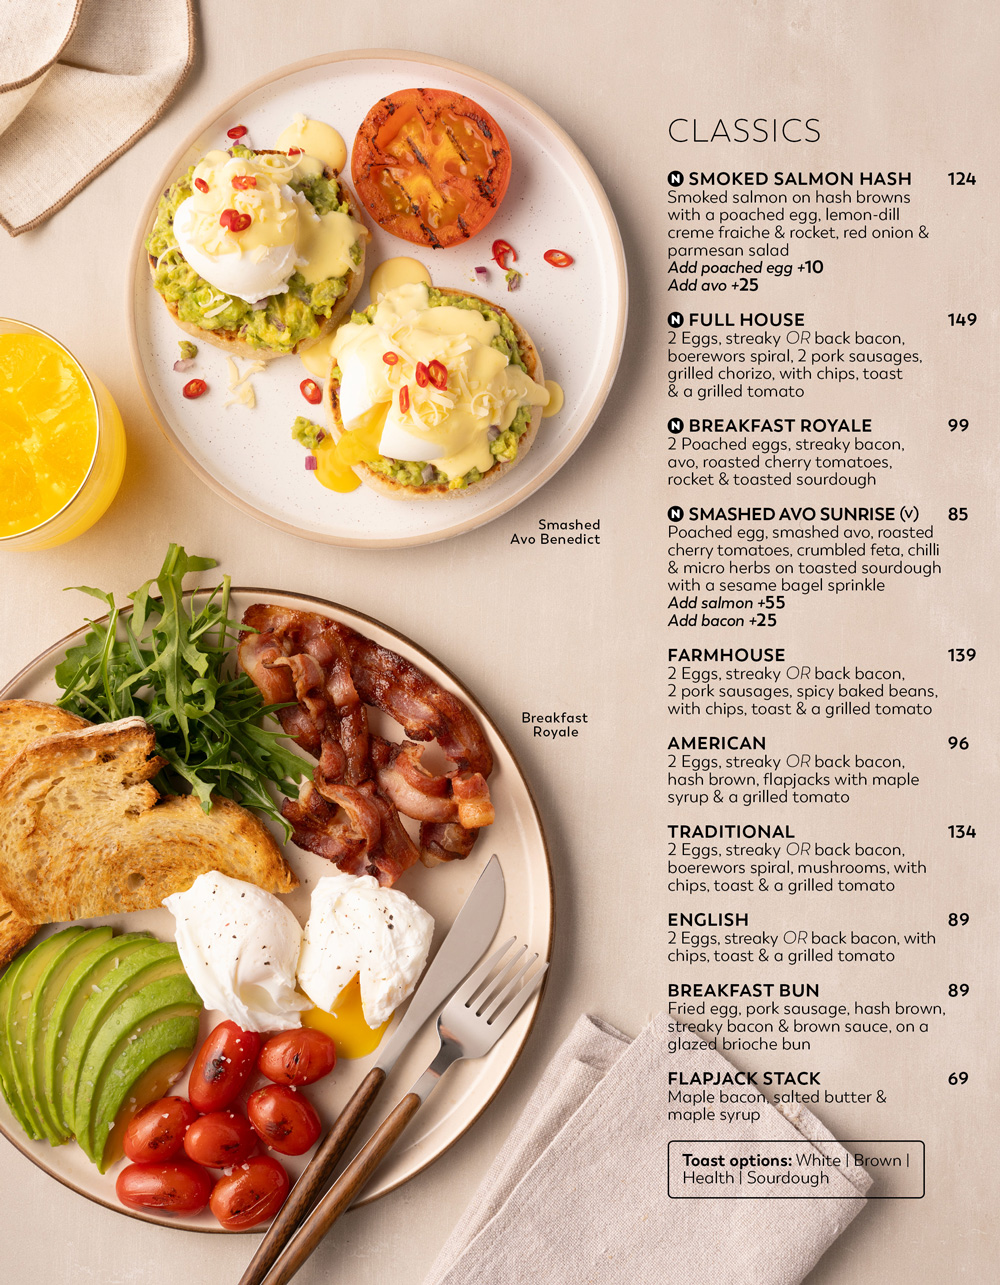 CLASSICS
N SMOKED SALMON HASH 124
Smoked salmon on hash browns
with a poached egg, lemon-dill
creme fraiche & rocket, red onion &
parmesan salad
Add poached egg +10
Add avo +25
N FULL HOUSE 149
2 Eggs, streaky OR back bacon,
boerewors spiral, 2 pork sausages,
grilled chorizo, with chips, toast
& a grilled tomato
N BREAKFAST ROYALE 99
2 Poached eggs, streaky bacon,
avo, roasted cherry tomatoes,
rocket & toasted sourdough
N SMASHED AVO SUNRISE (V) 85
Poached egg, smashed avo, roasted
cherry tomatoes, crumbled feta, chilli
& micro herbs on toasted sourdough
with a sesame bagel sprinkle
Add salmon +55
Add bacon +25
FARMHOUSE 139
2 Eggs, streaky OR back bacon,
2 pork sausages, spicy baked beans,
with chips, toast & a grilled tomato
AMERICAN 96
2 Eggs, streaky OR back bacon,
hash brown, flapjacks with maple
syrup & a grilled tomato
TRADITIONAL 134
2 Eggs, streaky OR back bacon,
boerewors spiral, mushrooms, with
chips, toast & a grilled tomato
ENGLISH 89
2 Eggs, streaky OR back bacon, with
chips, toast & a grilled tomato
BREAKFAST BUN 89
Fried egg, pork sausage, hash brown,
streaky bacon & brown sauce, on a
glazed brioche bun
FLAPJACK STACK 69
Maple bacon, salted butter &
maple syrup
Toast options: White | Brown |
Health | Sourdough
Smashed
Avo Benedict
Breakfast
Royale